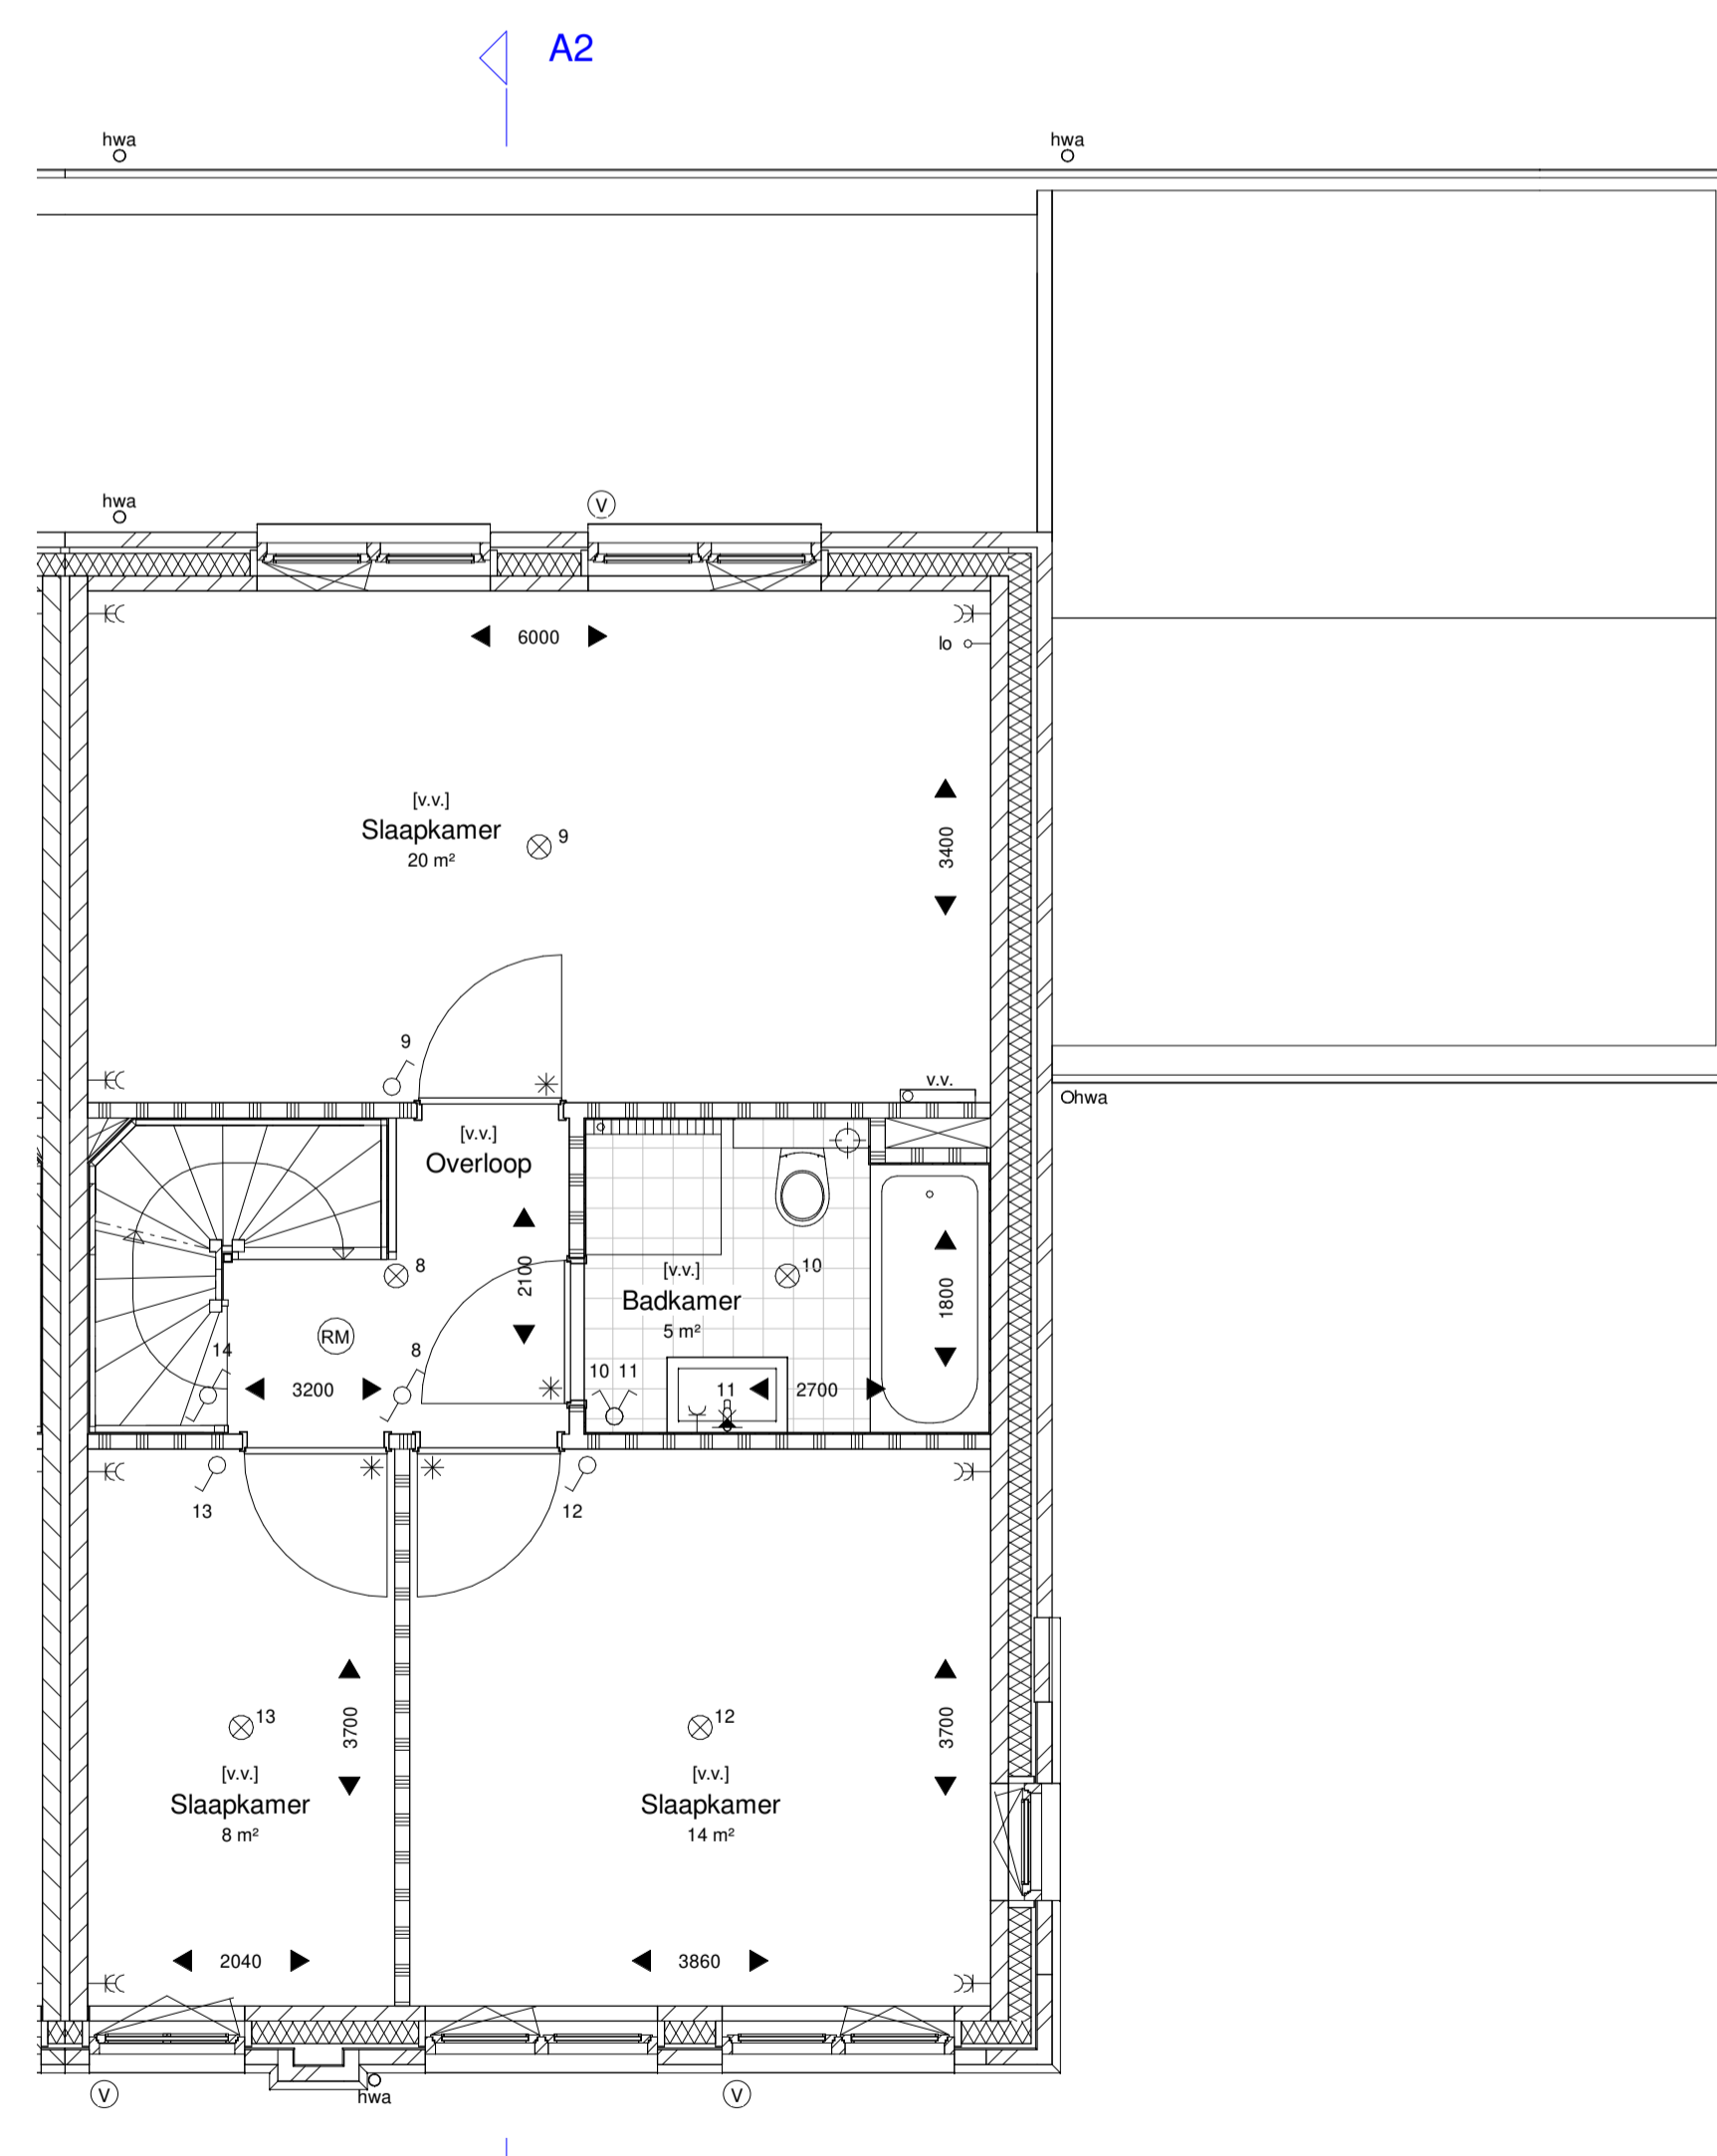 A2
hwa
hwa
hwa
V
6000
lo
[v.v.]
Slaapkamer
20 m²
9
3400
9
v.v.
hwa
[v.v.]
Overloop
8
2100
[v.v.]
Badkamer
5 m²
10
1800
RM
14
8
3200
10 11
11
2700
13
12
13
3700
[v.v.]
Slaapkamer
8 m²
12
3700
[v.v.]
Slaapkamer
14 m²
2040
3860
V
hwa
V